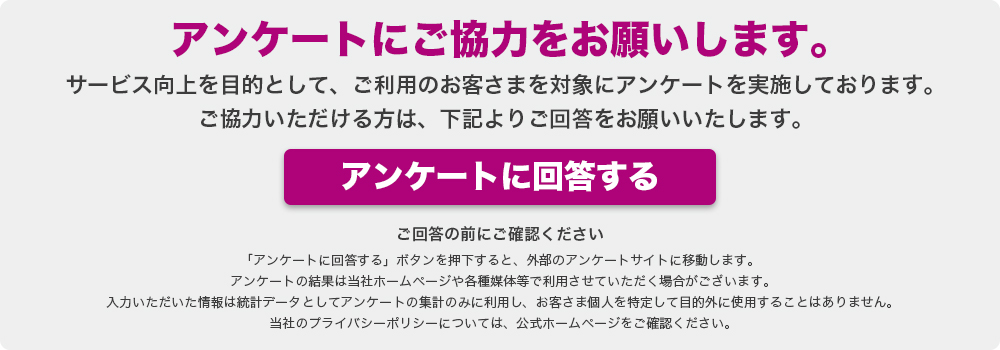 アンケートにご協力をお願いします。
サービス向上を目的として、ご利用のお客さまを対象にアンケートを実施しております。
ご協力いただける方は、下記よりご回答をお願いいたします。
アンケートに回答する
ご回答の前にご確認ください
「アンケートに回答する」ボタンを押下すると、外部のアンケートサイトに移動します。
アンケートの結果は当社ホームページや各種媒体等で利用させていただく場合がございます。
入力いただいた情報は統計データとしてアンケートの集計のみに利用し、お客さま個人を特定して目的外に使用することはありません。
当社のプライバシーポリシーについては、公式ホームページをご確認ください。